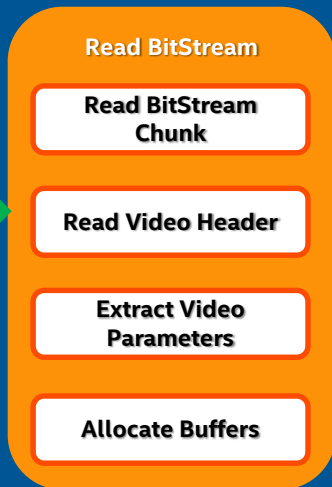 Read BitStream
Read BitStream
Chunk
Read Video Header
Extract Video
Parameters
Allocate Buffers